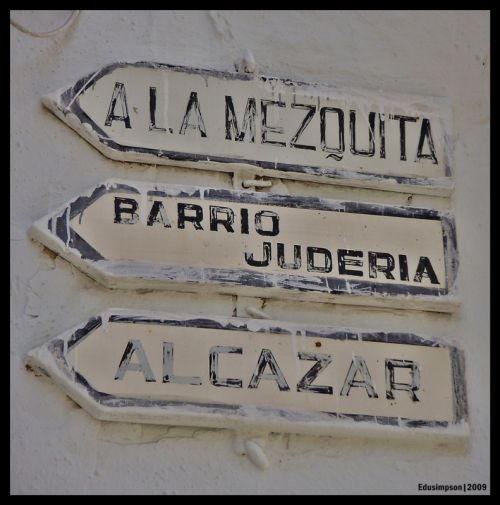 A LA MEZQUITA
BARRIO
JUDERIA
ALCAZAR
Edusimpson|2009